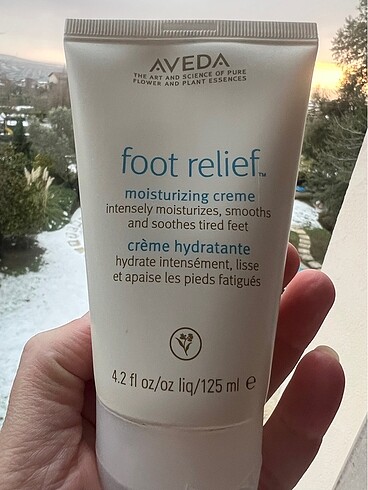 AVEDA
THE ART AND SCIENCE OF PURE
FLOWER AND PLANT ESSENCES
foot relief™
moisturizing creme
intensely moisturizes, smooths
and soothes tired feet
crème hydratante
hydrate intensément, lisse
et apaise les pieds fatigués
4.2 fl oz/oz liq/125 ml ℮